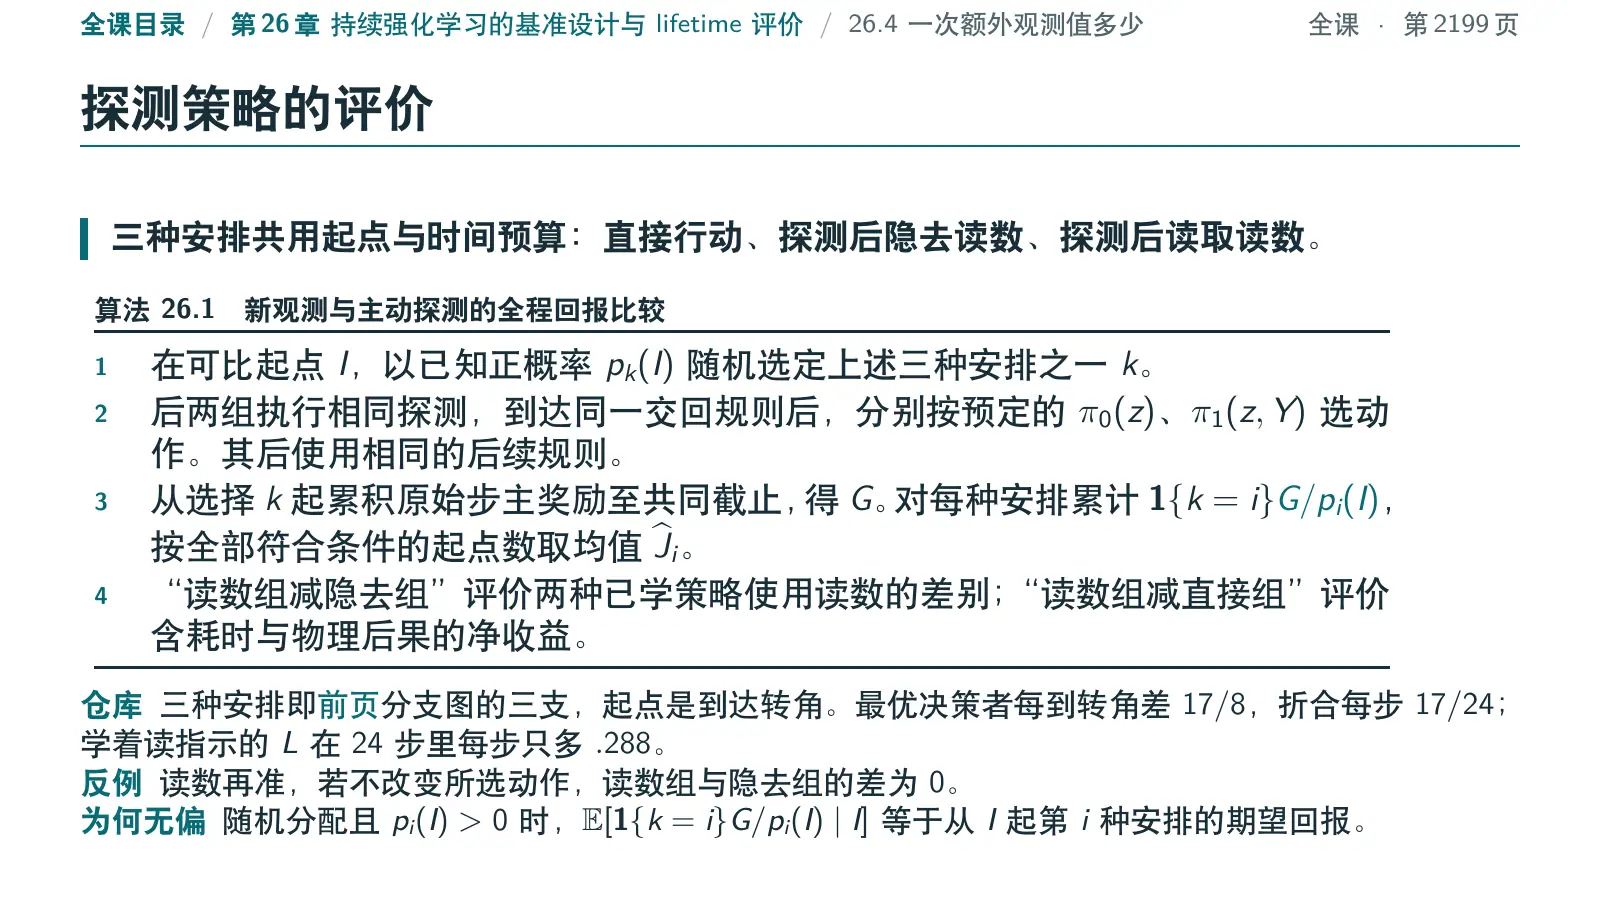 全课目录 / 第 26 章 持续强化学习的基准设计与 lifetime 评价 / 26.4 一次额外观测值多少 全课 · 第 2199 页
探测策略的评价
三种安排共用起点与时间预算：直接行动、探测后隐去读数、探测后读取读数。
算法 26.1 新观测与主动探测的全程回报比较
1 在可比起点 I，以已知正概率 pₖ(I) 随机选定上述三种安排之一 k。
2 后两组执行相同探测，到达同一交回规则后，分别按预定的 π₀(z)、π₁(z, Y) 选动
作。其后使用相同的后续规则。
3 从选择 k 起累积原始步主奖励至共同截止，得 G。对每种安排累计 𝟏{k = i}G/pᵢ(I)，
按全部符合条件的起点数取均值 Ĵᵢ。
4 “读数组减隐去组”评价两种已学策略使用读数的差别；“读数组减直接组”评价
含耗时与物理后果的净收益。
仓库 三种安排即前页分支图的三支，起点是到达转角。最优决策者每到转角差 17/8，折合每步 17/24；
学着读指示的 L 在 24 步里每步只多 .288。
反例 读数再准，若不改变所选动作，读数组与隐去组的差为 0。
为何无偏 随机分配且 pᵢ(I) > 0 时，𝔼[𝟏{k = i}G/pᵢ(I) | I] 等于从 I 起第 i 种安排的期望回报。